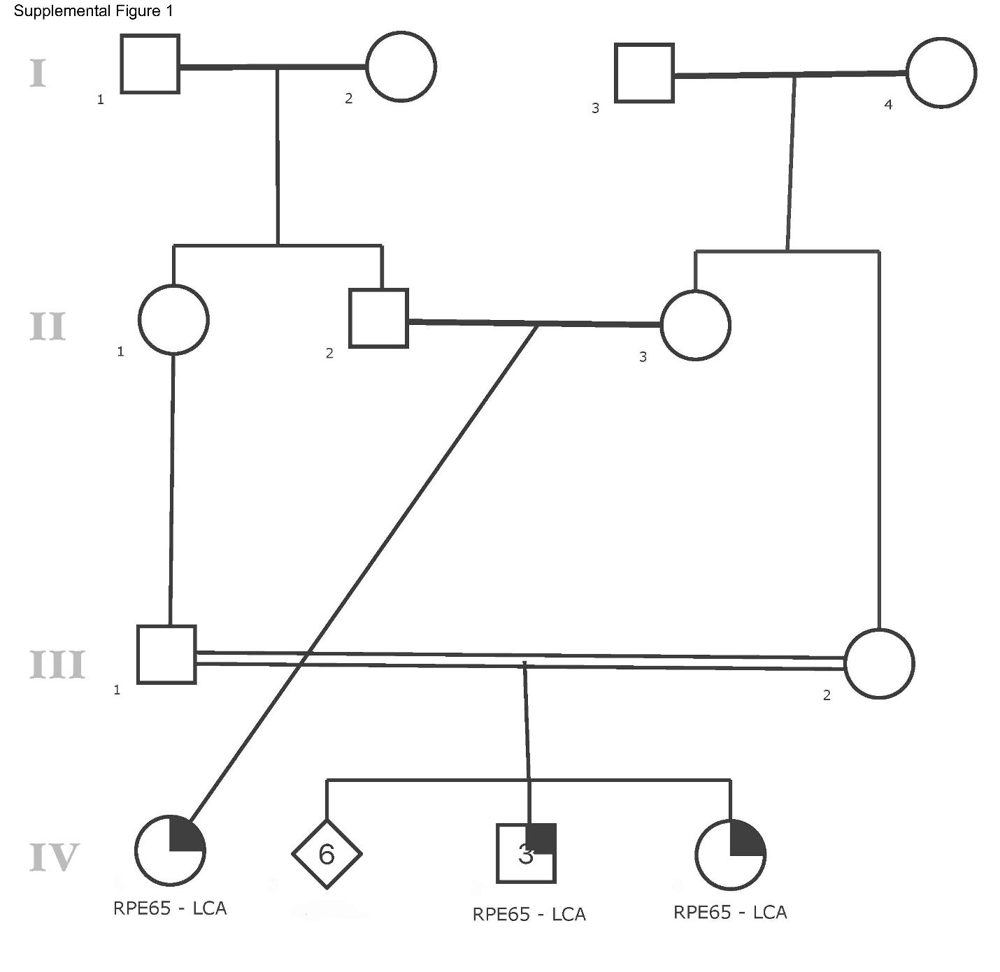 Supplemental Figure 1
I
1
2
3
4
II
1
2
3
III
1
2
IV
6
3
RPE65 - LCA
RPE65 - LCA
RPE65 - LCA